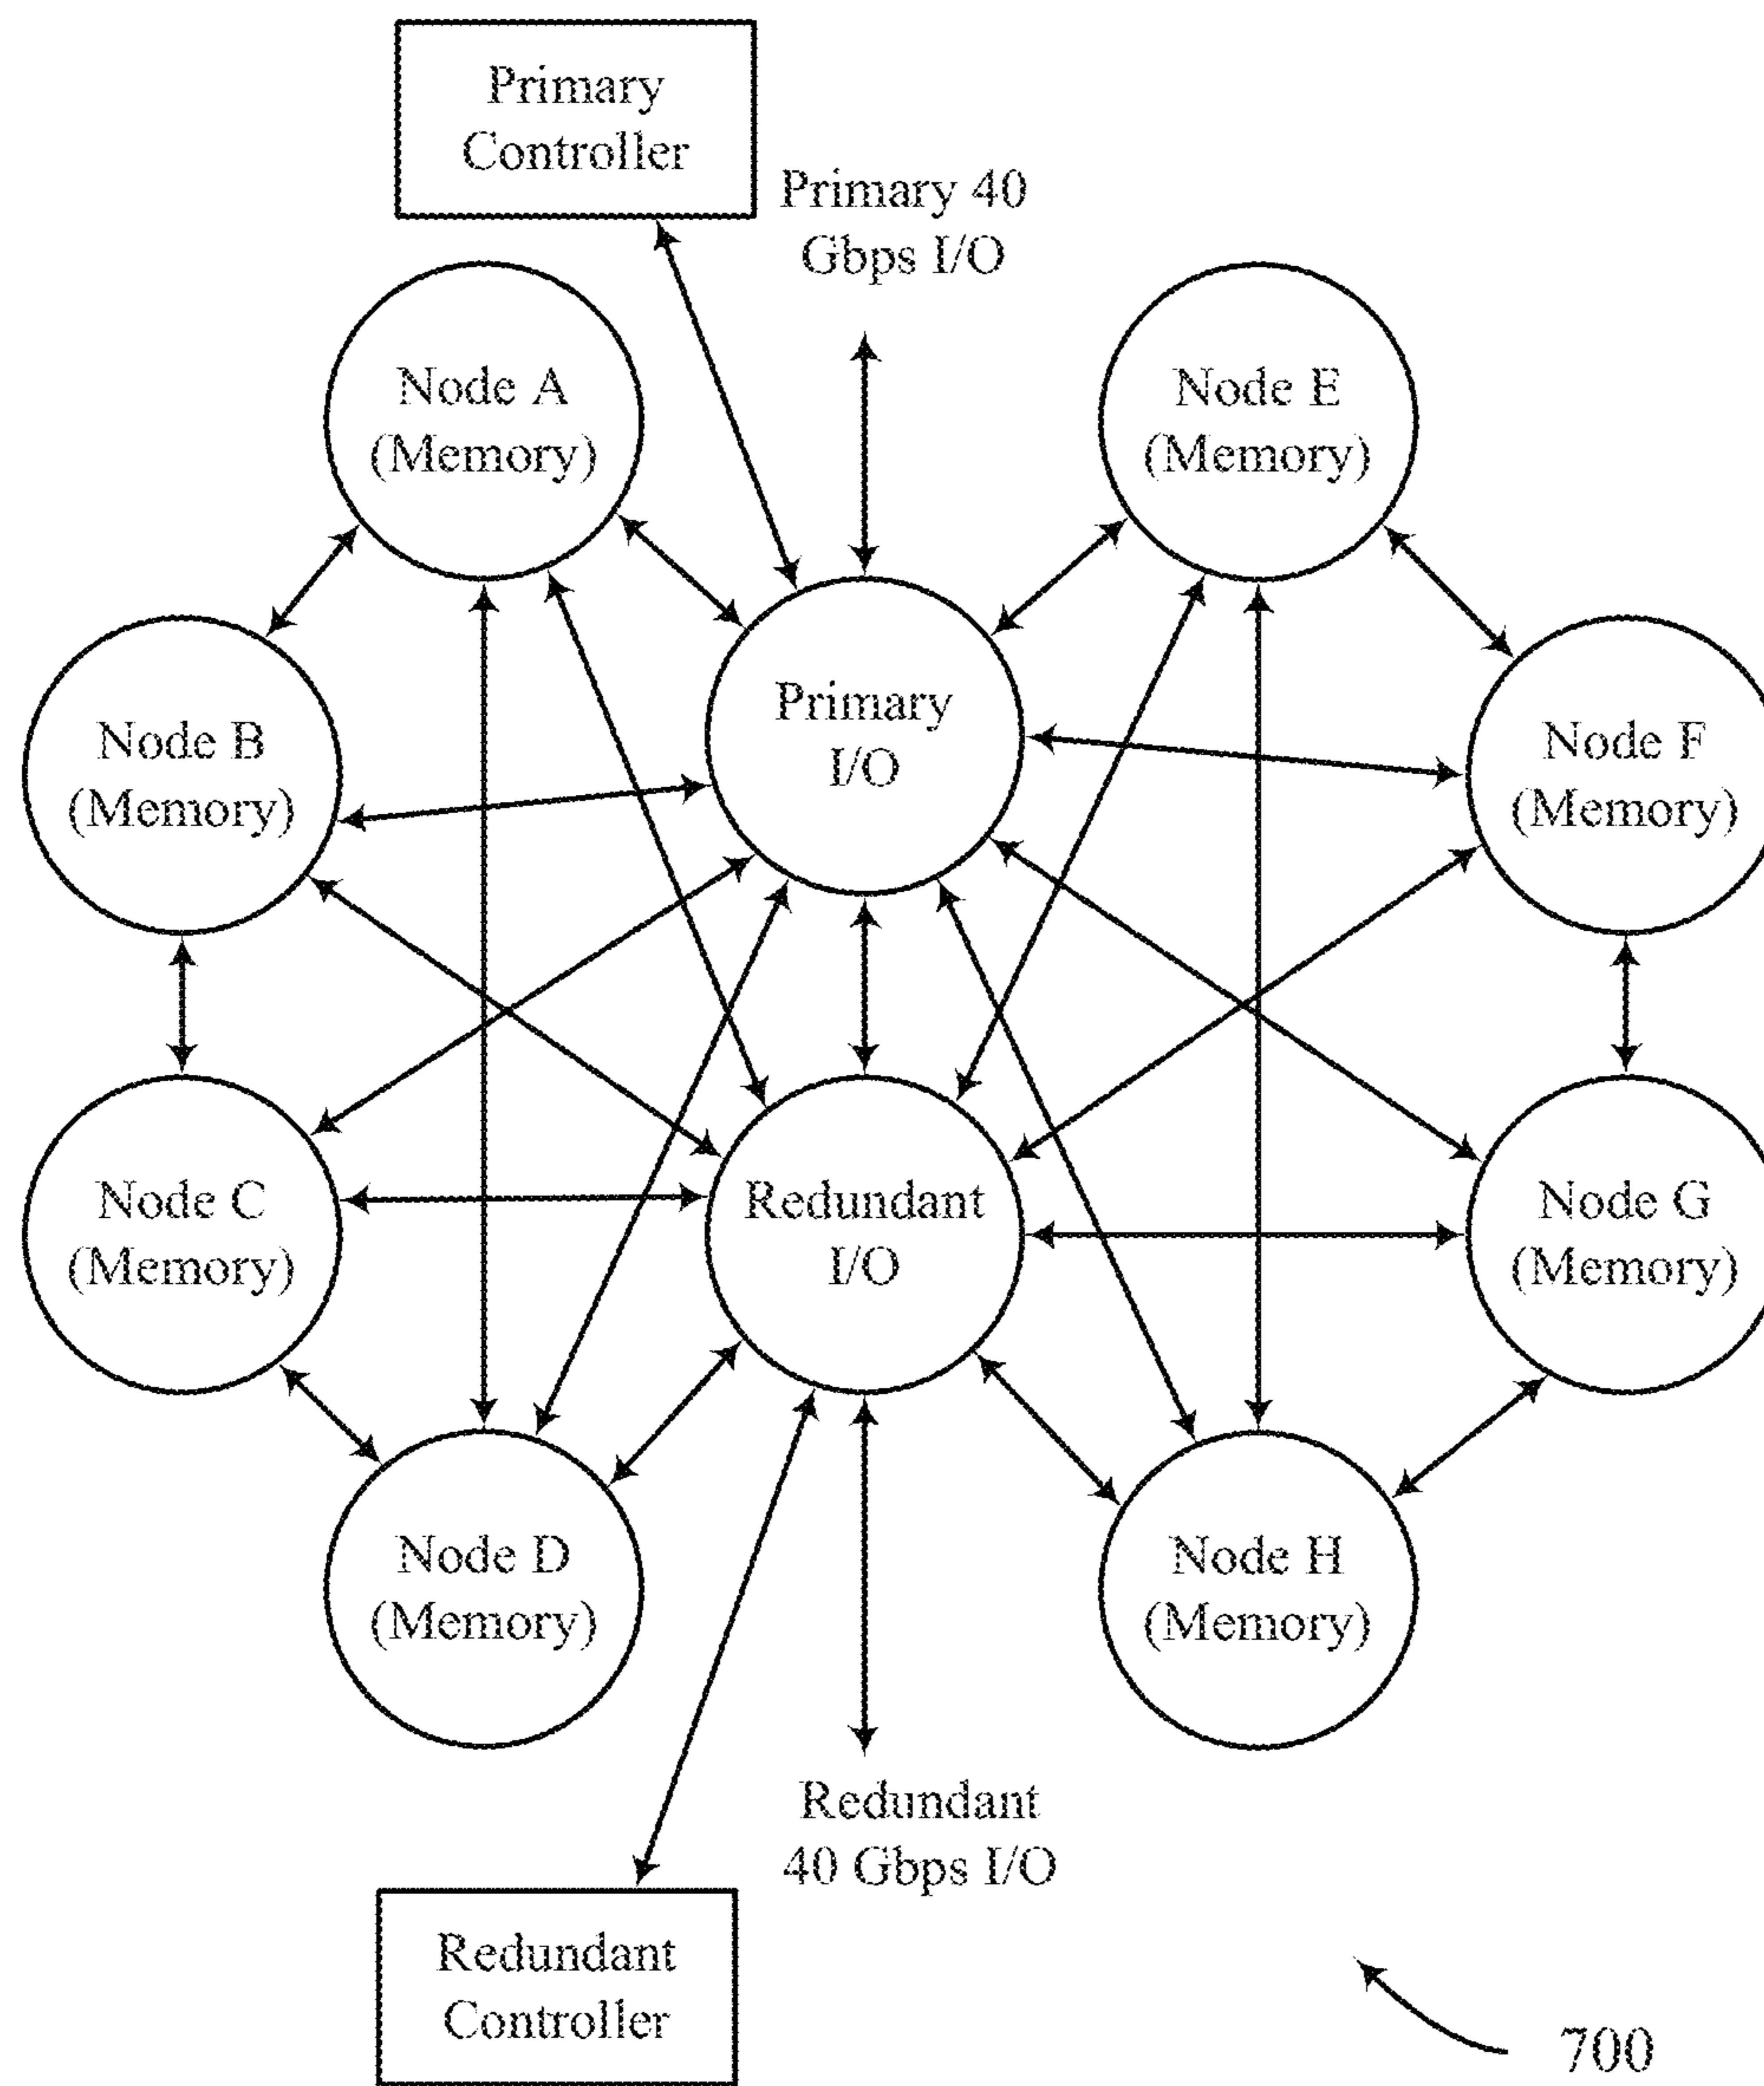 Primary
Controller
Primary 40
Gbps I/O
Node A
(Memory)
Node E
(Memory)
Node B
(Memory)
Primary
I/O
Node F
(Memory)
Node C
(Memory)
Redundant
I/O
Node G
(Memory)
Node D
(Memory)
Node H
(Memory)
Redundant
40 Gbps I/O
Redundant
Controller
700